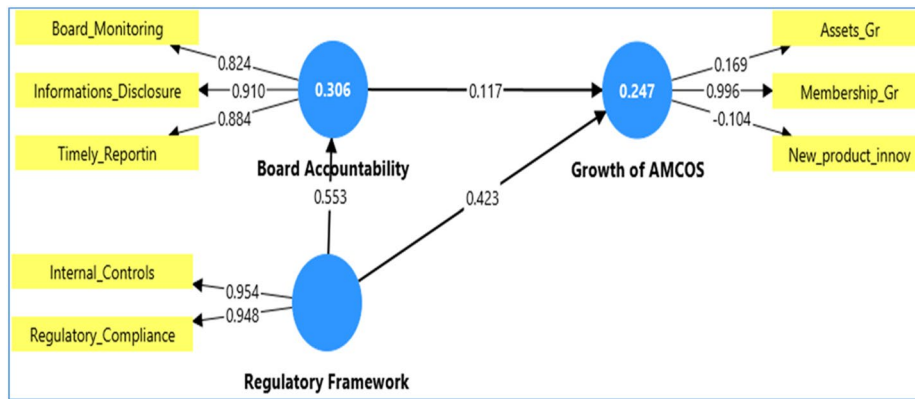 Board_Monitoring
Assets_Gr
0.824
0.169
Informations_Disclosure
0.910
0.306
0.117
0.247
0.996
Membership_Gr
0.884
-0.104
Timely_Reportin
Board Accountability
Growth of AMCOS
New_product_innov
0.553
0.423
Internal_Controls
0.954
0.948
Regulatory_Compliance
Regulatory Framework